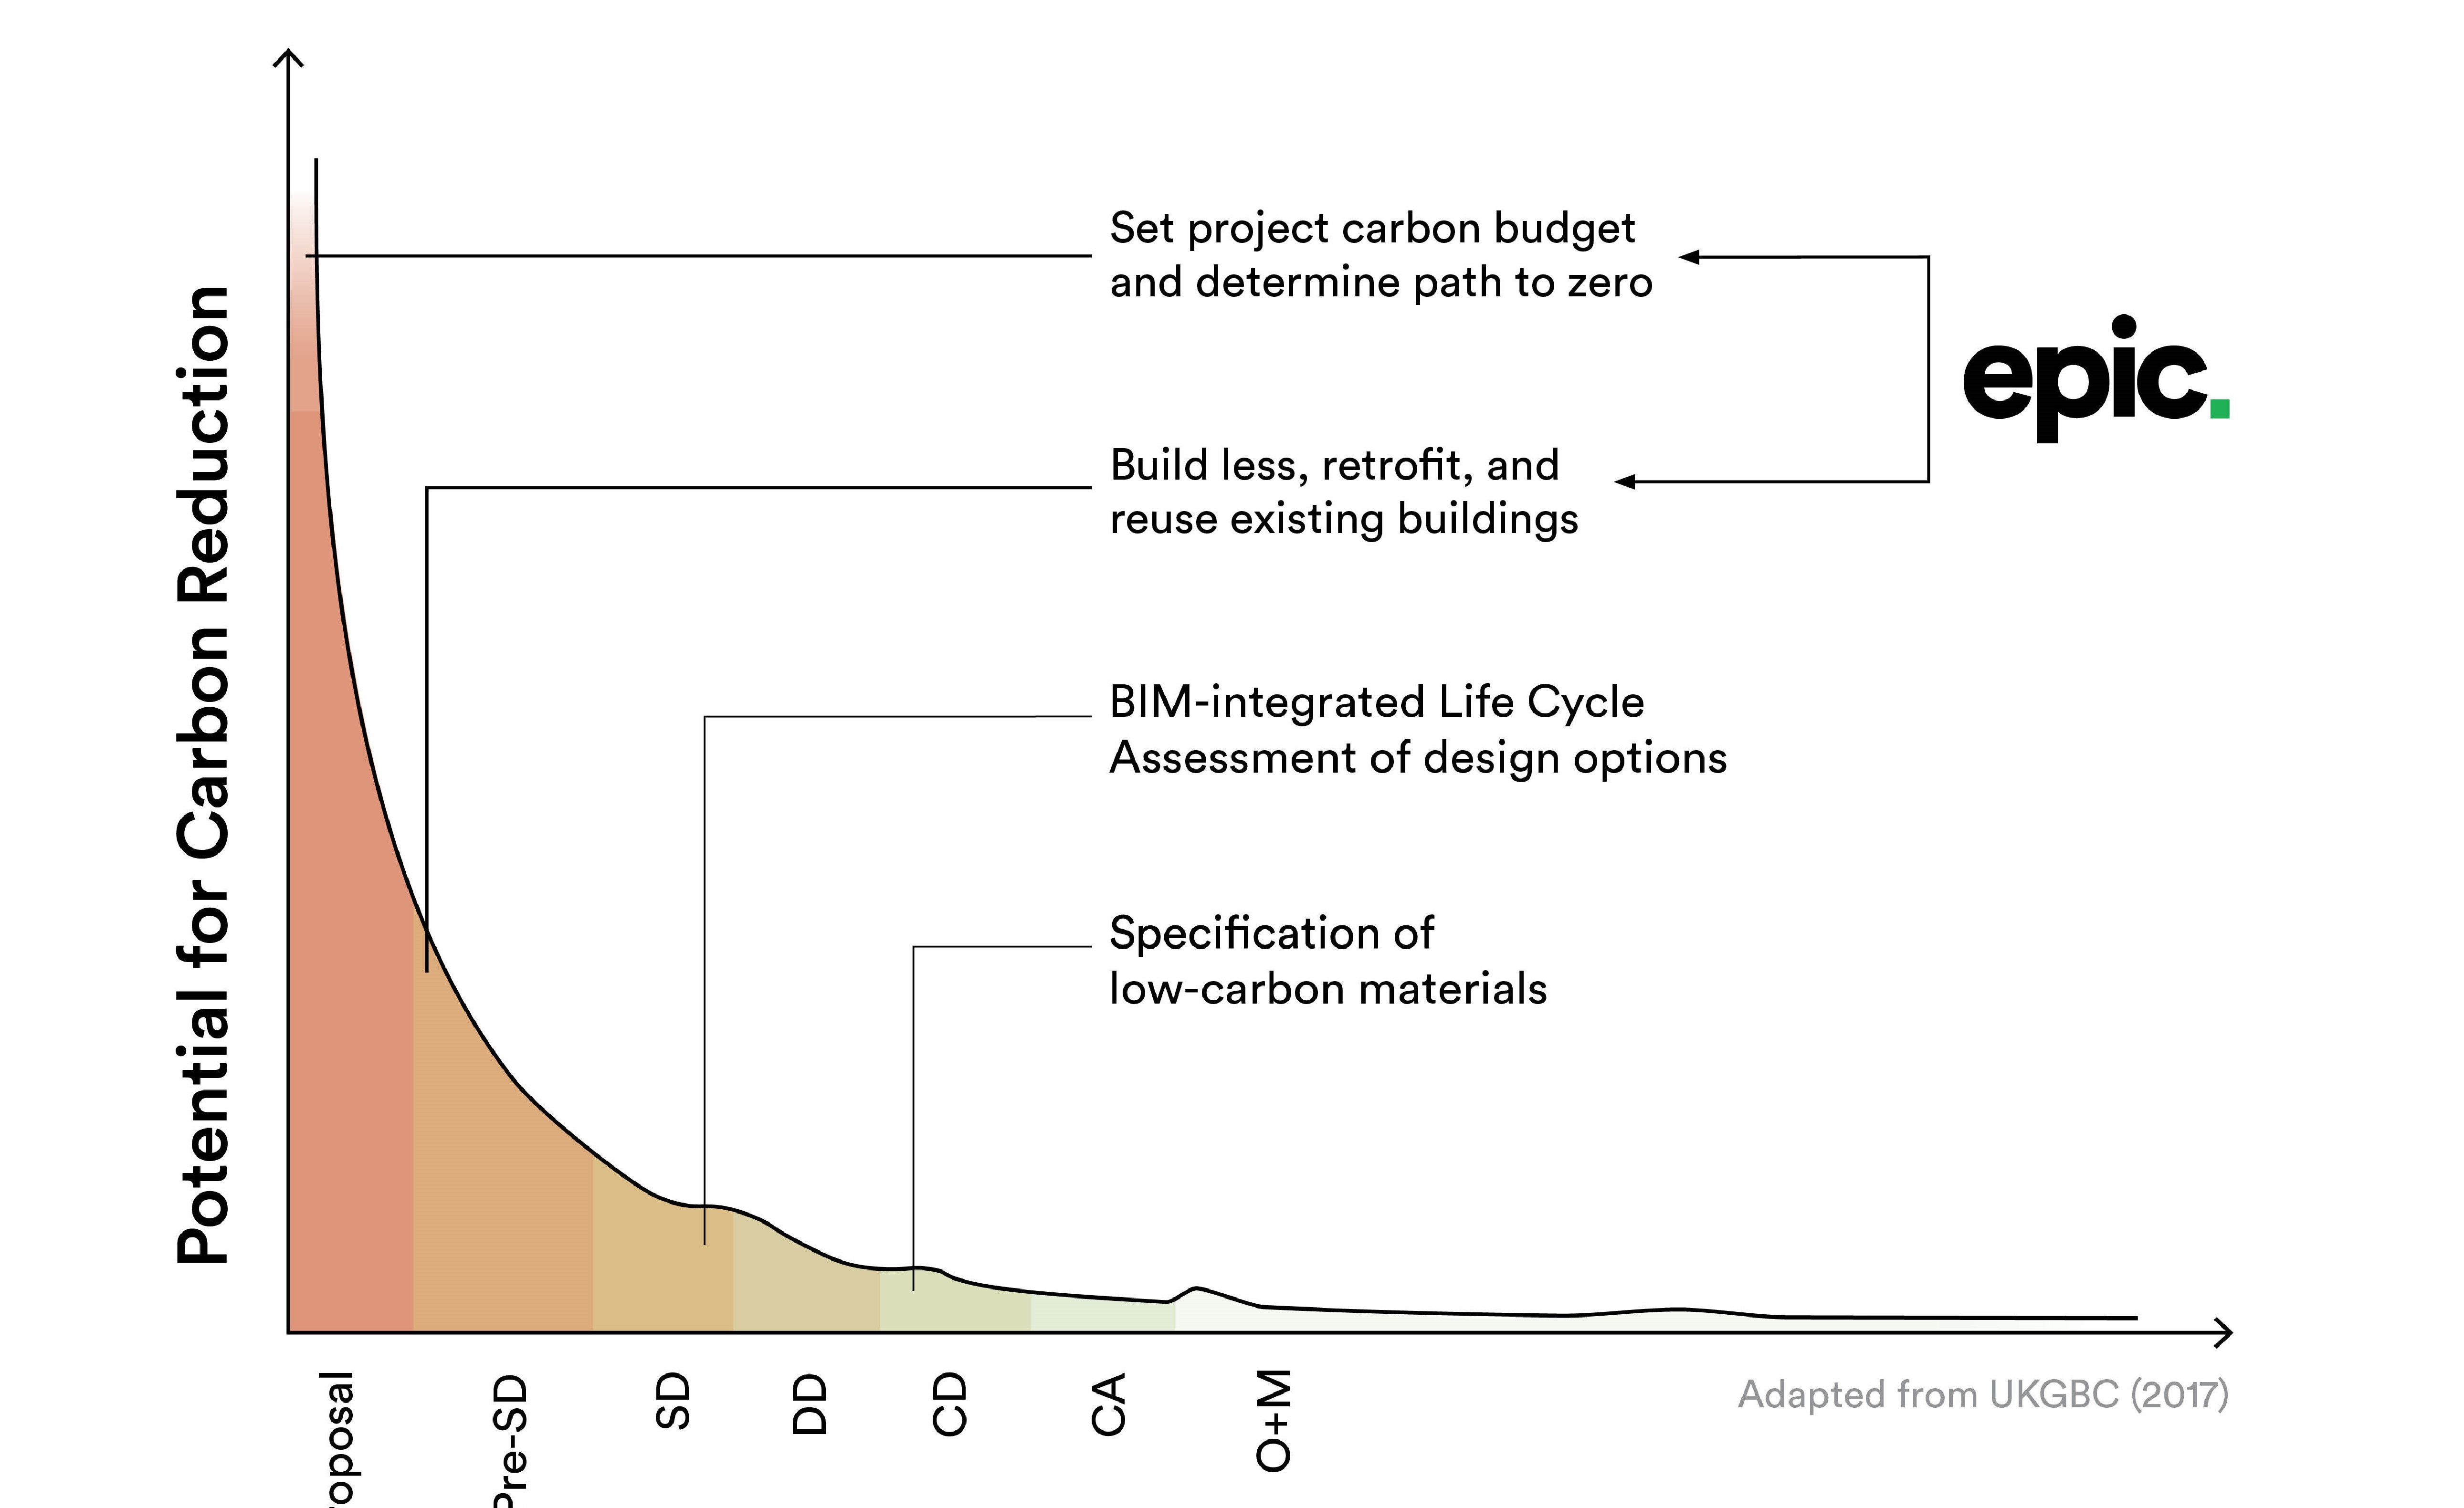 Potential for Carbon Reduction
Set project carbon budget
and determine path to zero
epic.
Build less, retrofit, and
reuse existing buildings
BIM-integrated Life Cycle
Assessment of design options
Specification of
low-carbon materials
Pre-SD
SD
DD
CD
CA
O+M
Adapted from UKGBC (2017)